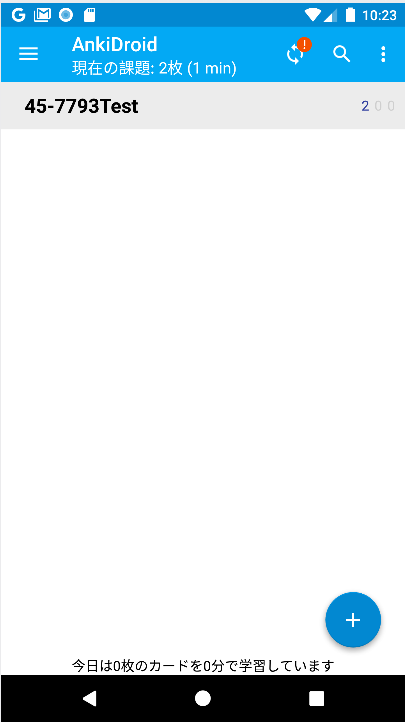 10:23
AnkiDroid
現在の課題: 2枚 (1 min)
!
45-7793Test
2 0 0
+
今日は0枚のカードを0分で学習しています